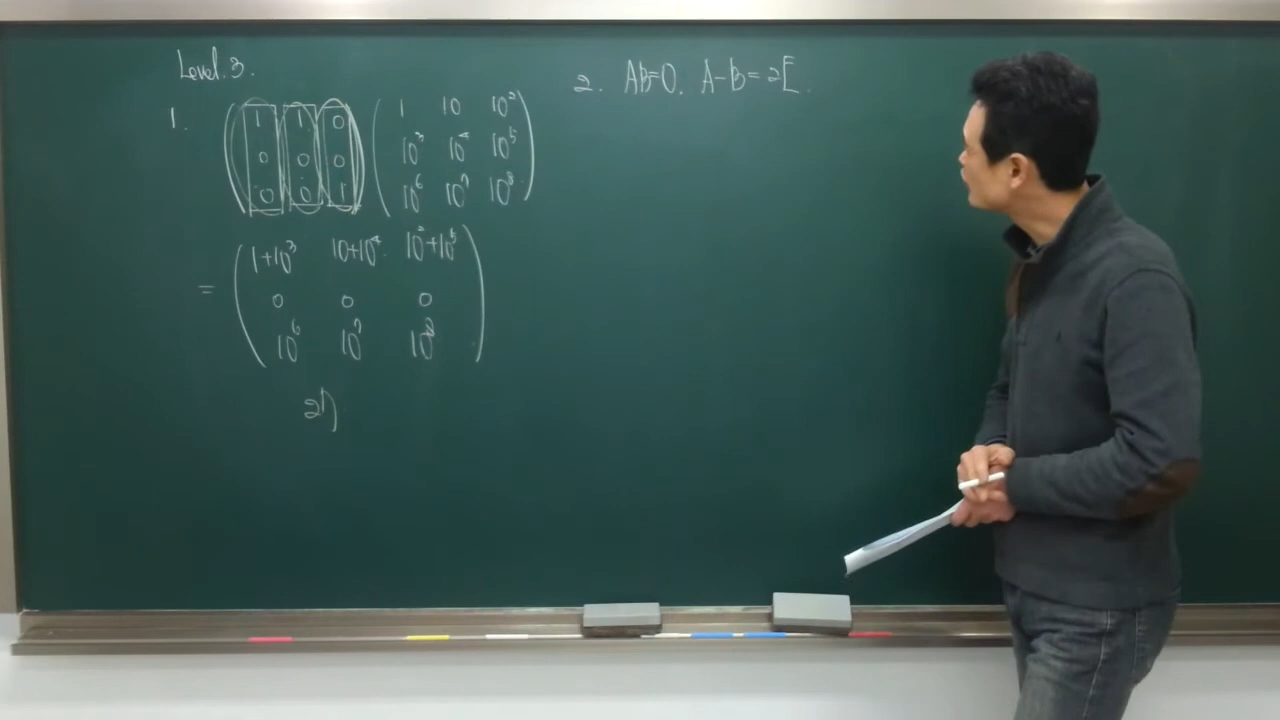 Level. 3.
1. ( 1 1 0 ) ( 1 10 10² )
( 0 0 0 ) ( 10³ 10⁴ 10⁵ )
( 0 0 1 ) ( 10⁶ 10⁷ 10⁸ )
= ( 1+10³ 10+10⁴ 10²+10⁵ )
( 0 0 0 )
( 10⁶ 10⁷ 10⁸ )
2. AB=O. A-B=2E.